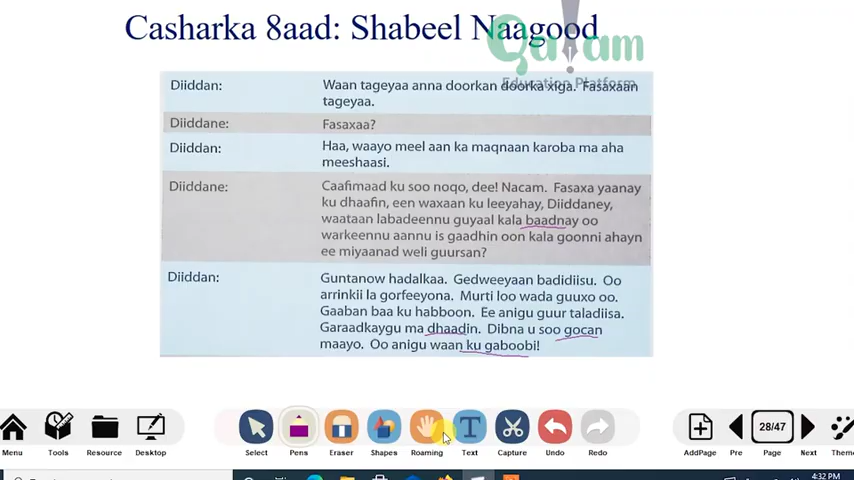 Casharka 8aad: Shabeel Naagood
Qalam
Education Platform
Diiddan: Waan tageyaa anna doorkan doorka xiga. Fasaxaan
tageyaa.
Diiddane: Fasaxaa?
Diiddan: Haa, waayo meel aan ka maqnaan karoba ma aha
meeshaasi.
Diiddane: Caafimaad ku soo noqo, dee! Nacam. Fasaxa yaanay
ku dhaafin, een waxaan ku leeyahay, Diiddaney,
waataan labadeennu guyaal kala baadnay oo
warkeennu aannu is gaadhin oon kala goonni ahayn
ee miyaanad weli guursan?
Diiddan: Guntanow hadalkaa. Gedweeyaan badidiisu. Oo
arrinkii la gorfeeyona. Murti loo wada guuxo oo.
Gaaban baa ku habboon. Ee anigu guur taladiisa.
Garaadkaygu ma dhaadin. Dibna u soo gocan
maayo. Oo anigu waan ku gaboobi!
Menu Tools Resource Desktop Select Pens Eraser Shapes Roaming Text Capture Undo Redo AddPage Pre Page Next Theme
28/47
4:32 PM